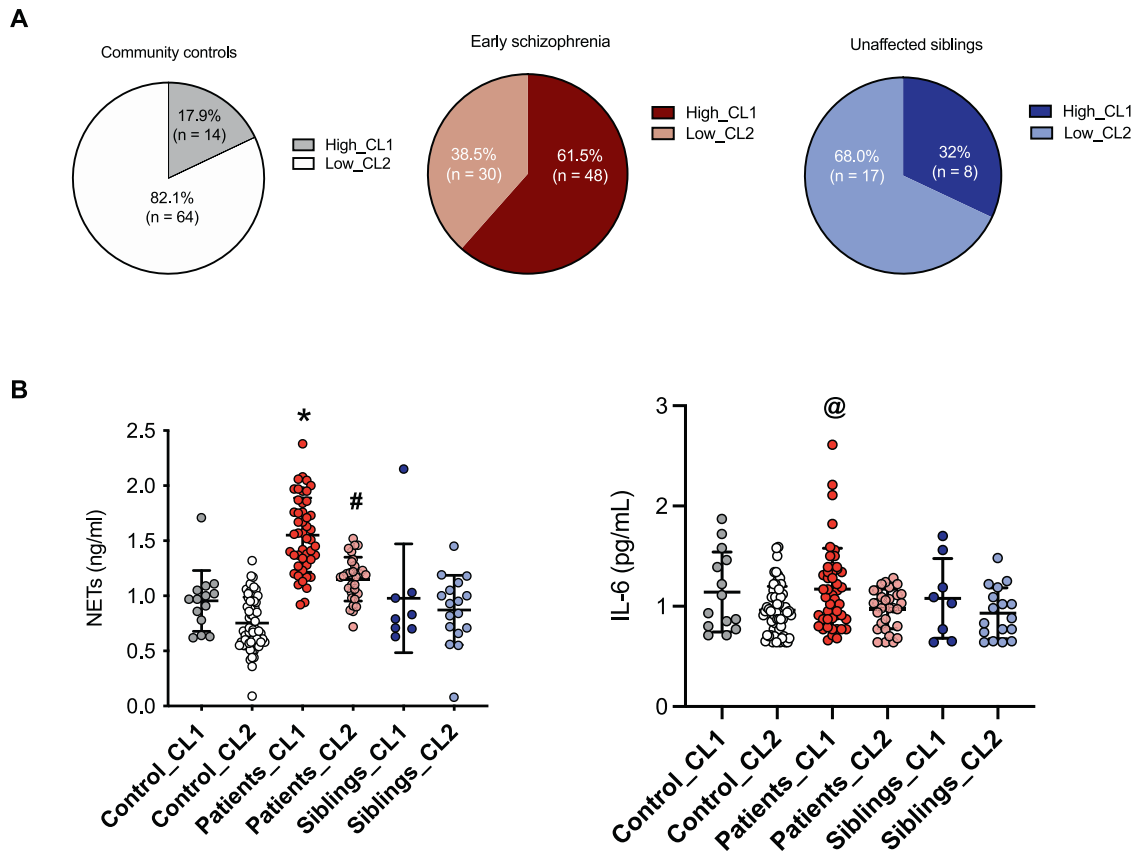 A
Community controls
17.9%
(n = 14)
82.1%
(n = 64)
High_CL1
Low_CL2
Early schizophrenia
38.5%
(n = 30)
61.5%
(n = 48)
High_CL1
Low_CL2
Unaffected siblings
68.0%
(n = 17)
32%
(n = 8)
High_CL1
Low_CL2
B
NETs (ng/ml)
2.5
2.0
1.5
1.0
0.5
0.0
*
#
Control_CL1
Control_CL2
Patients_CL1
Patients_CL2
Siblings_CL1
Siblings_CL2
IL-6 (pg/mL)
3
2
1
0
@
Control_CL1
Control_CL2
Patients_CL1
Patients_CL2
Siblings_CL1
Siblings_CL2